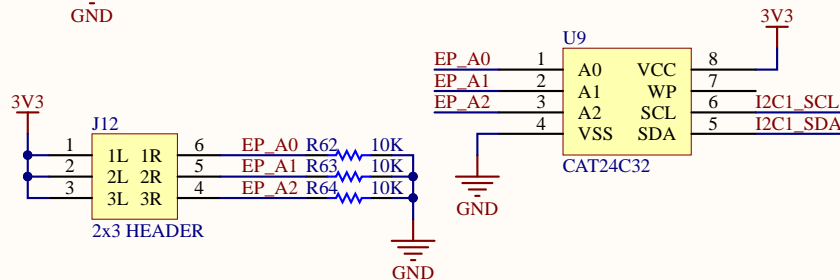 GND
3V3
J12
1 1L 1R 6 EP_A0 R62 10K
2 2L 2R 5 EP_A1 R63 10K
3 3L 3R 4 EP_A2 R64 10K
2x3 HEADER
GND
3V3
U9
EP_A0 1 A0 VCC 8
EP_A1 2 A1 WP 7
EP_A2 3 A2 SCL 6 I2C1_SCL
4 VSS SDA 5 I2C1_SDA
CAT24C32
GND